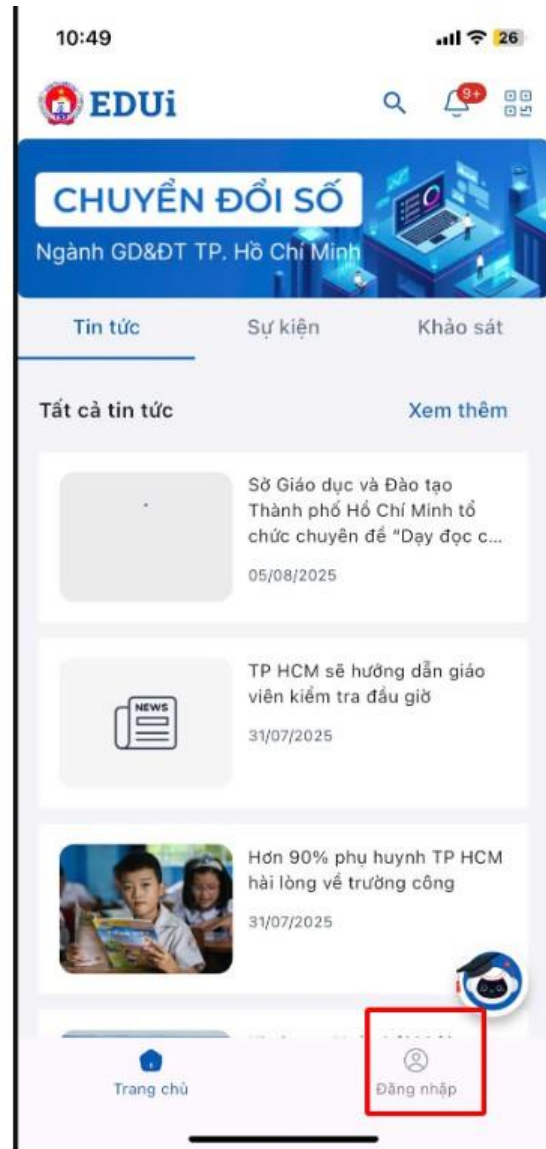 10:49
26
EDUi
9+
CHUYỂN ĐỔI SỐ
Ngành GD&ĐT TP. Hồ Chí Minh
Tin tức
Sự kiện
Khảo sát
Tất cả tin tức
Xem thêm
Sở Giáo dục và Đào tạo
Thành phố Hồ Chí Minh tổ
chức chuyên đề “Dạy đọc c...
05/08/2025
NEWS
TP HCM sẽ hướng dẫn giáo
viên kiểm tra đầu giờ
31/07/2025
Hơn 90% phụ huynh TP HCM
hài lòng về trường công
31/07/2025
Trang chủ
Đăng nhập